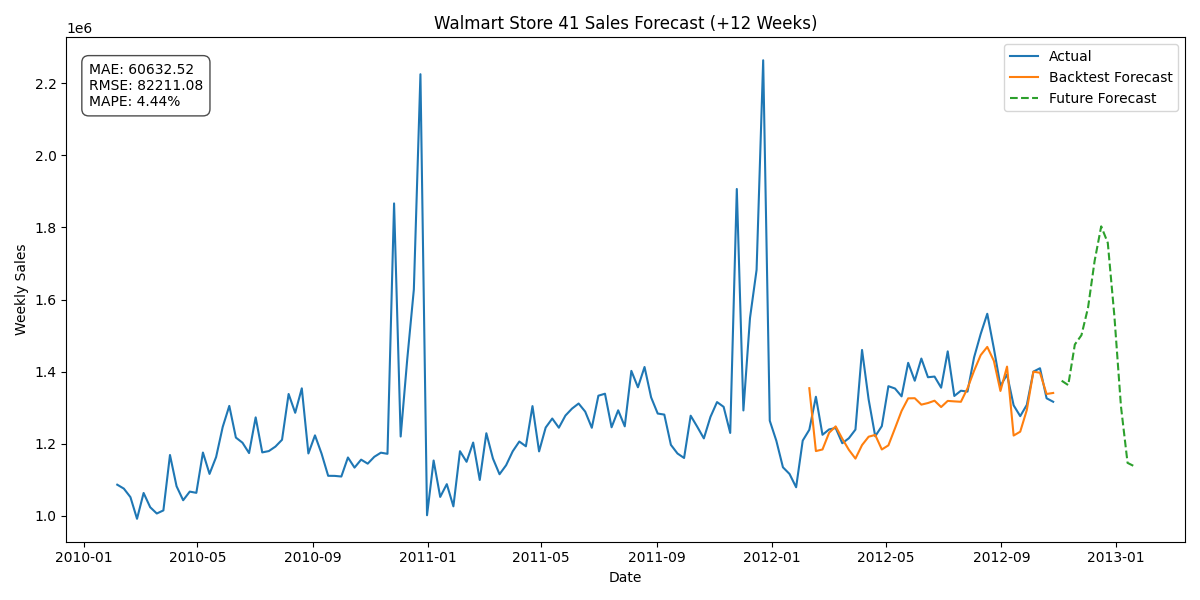 Walmart Store 41 Sales Forecast (+12 Weeks)
1e6
MAE: 60632.52
RMSE: 82211.08
MAPE: 4.44%
Actual
Backtest Forecast
Future Forecast
Weekly Sales
2.2
2.0
1.8
1.6
1.4
1.2
1.0
2010-01 2010-05 2010-09 2011-01 2011-05 2011-09 2012-01 2012-05 2012-09 2013-01
Date